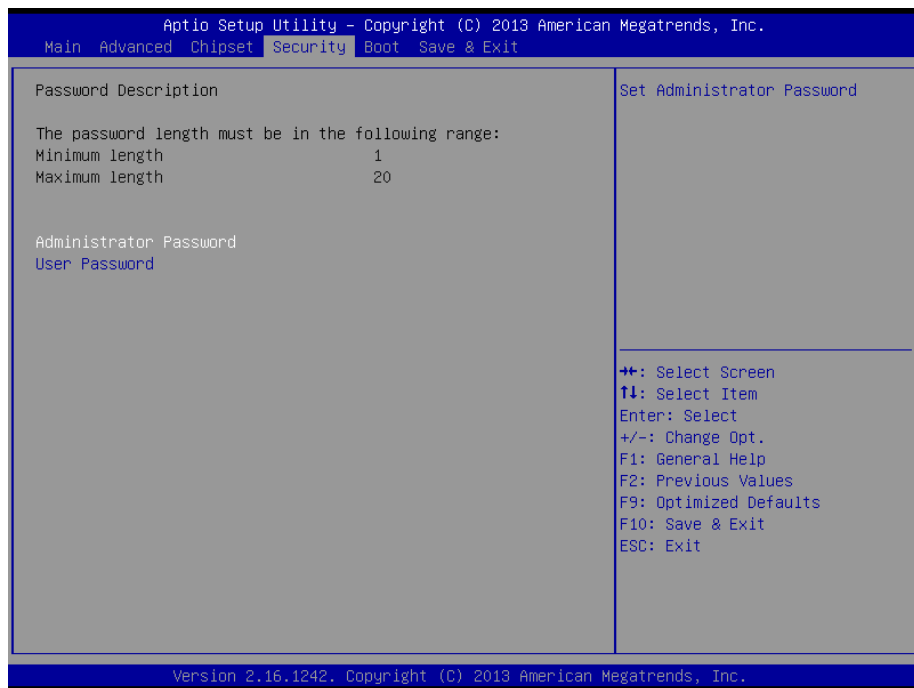 Aptio Setup Utility – Copyright (C) 2013 American Megatrends, Inc.
Main Advanced Chipset Security Boot Save & Exit
Password Description
The password length must be in the following range:
Minimum length 1
Maximum length 20
Administrator Password
User Password
Set Administrator Password
→←: Select Screen
↑↓: Select Item
Enter: Select
+/-: Change Opt.
F1: General Help
F2: Previous Values
F9: Optimized Defaults
F10: Save & Exit
ESC: Exit
Version 2.16.1242. Copyright (C) 2013 American Megatrends, Inc.